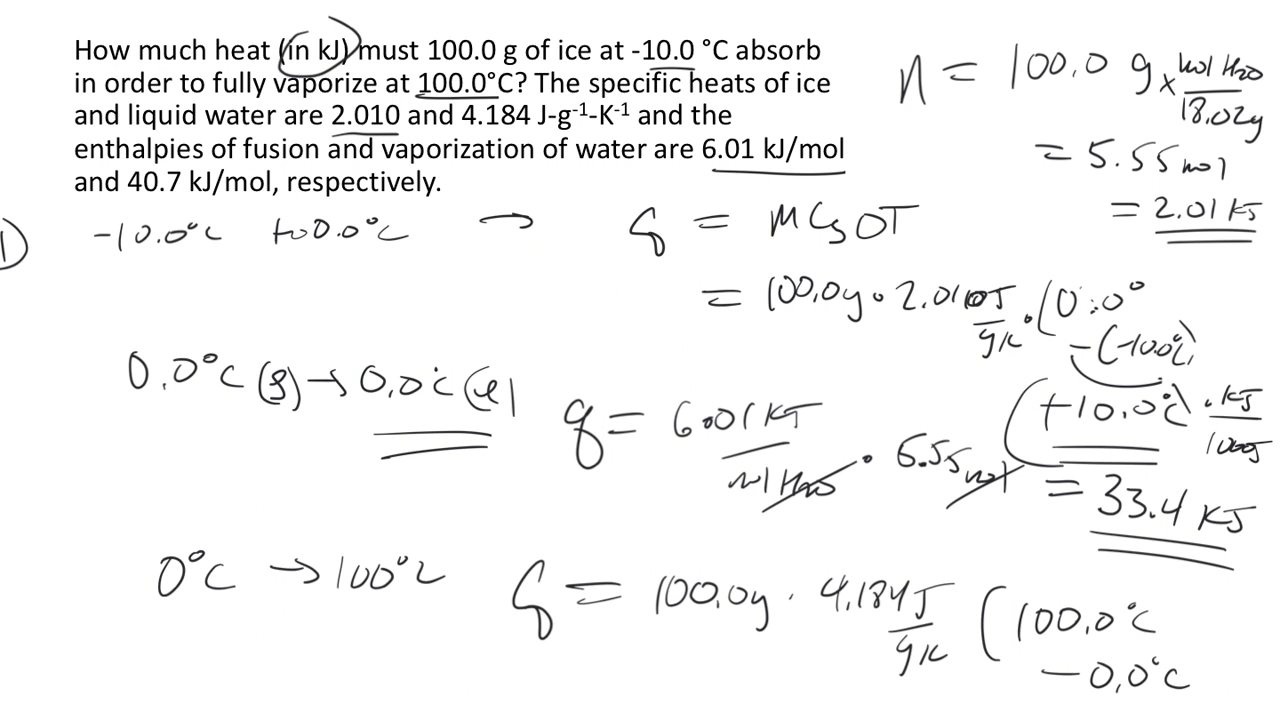 How much heat (in kJ) must 100.0 g of ice at -10.0 °C absorb
in order to fully vaporize at 100.0°C? The specific heats of ice
and liquid water are 2.010 and 4.184 J-g⁻¹-K⁻¹ and the
enthalpies of fusion and vaporization of water are 6.01 kJ/mol
and 40.7 kJ/mol, respectively.
n = 100.0 g x mol H2O
18.02g
= 5.55 mol
= 2.01 kJ
1) -10.0°C to 0.0°C → q = mCsΔT
= 100.0g · 2.010 J/gK · (0.0°
-(-10.0°C)
(+10.0°C) · kJ/1000J
0.0°C (s) → 0.0°C (l) q = 6.01 kJ/mol H2O · 5.55 mol = 33.4 kJ
0°C → 100°C q = 100.0g · 4.184 J/gK (100.0°C
- 0.0°C